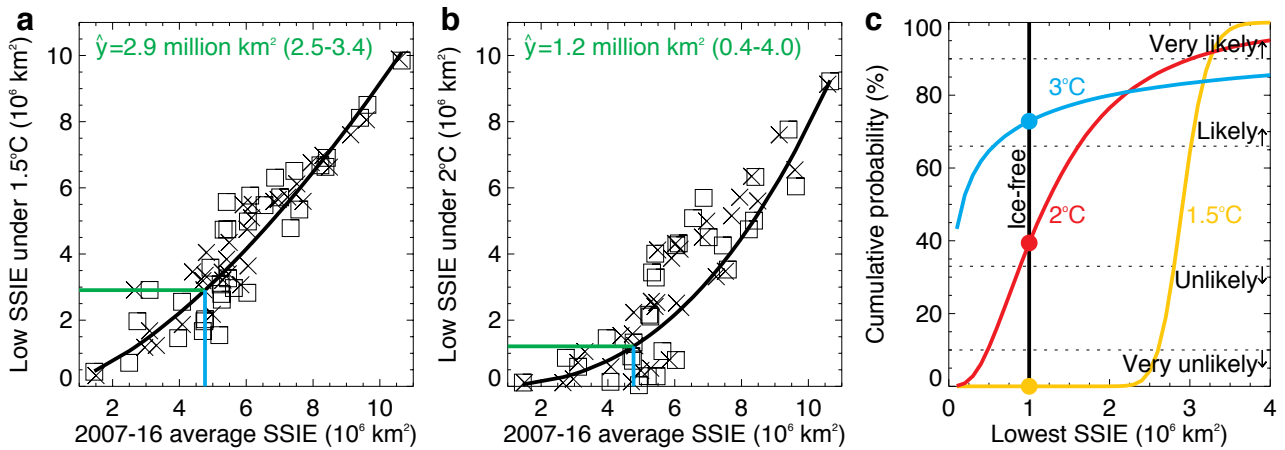 a
ŷ=2.9 million km² (2.5-3.4)
Low SSIE under 1.5°C (10⁶ km²)
10
8
6
4
2
0
2 4 6 8 10
2007-16 average SSIE (10⁶ km²)
b
ŷ=1.2 million km² (0.4-4.0)
Low SSIE under 2°C (10⁶ km²)
10
8
6
4
2
0
2 4 6 8 10
2007-16 average SSIE (10⁶ km²)
c
Cumulative probability (%)
100
80
60
40
20
0
Very likely↑
3°C
Likely↑
Ice-free
2°C
1.5°C
Unlikely↓
Very unlikely↓
0 1 2 3 4
Lowest SSIE (10⁶ km²)